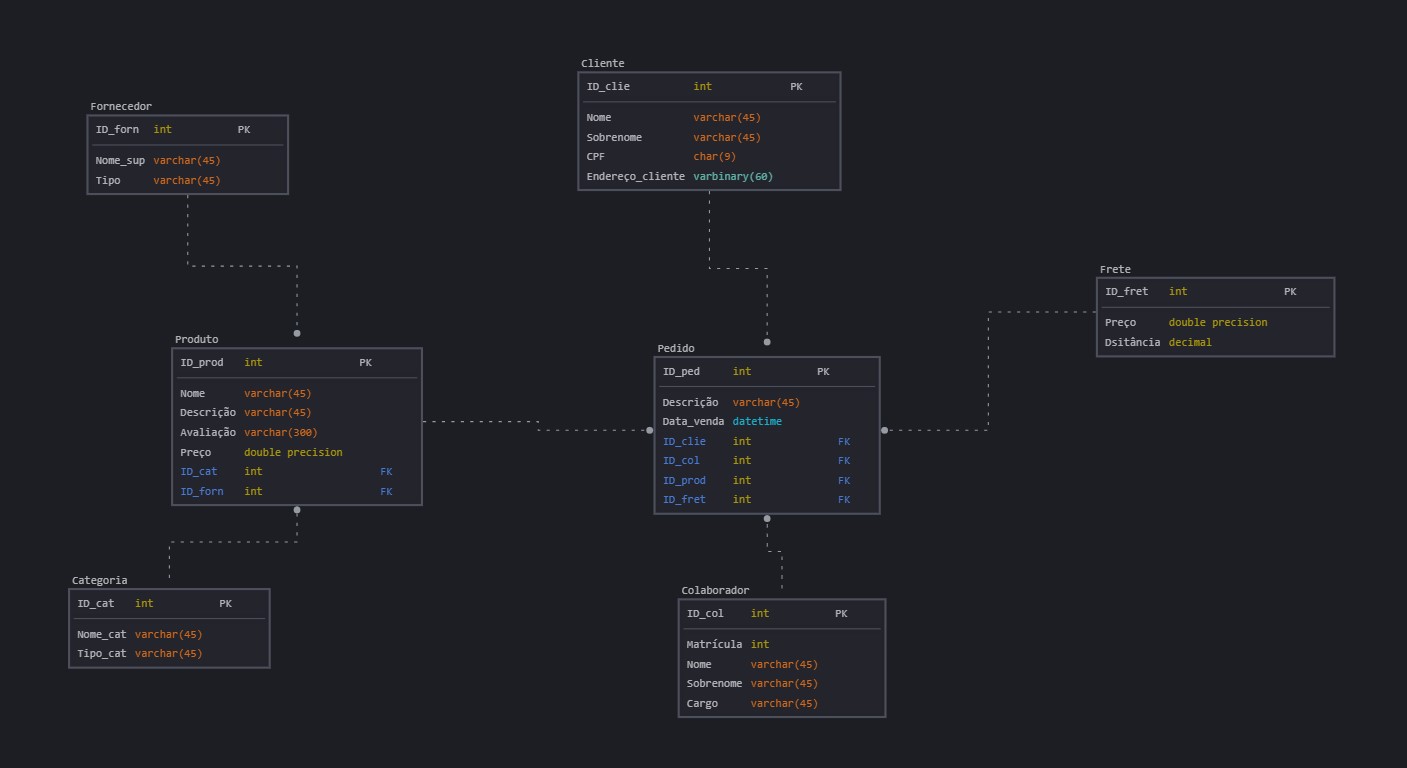 Cliente
ID_clie int PK
Nome varchar(45)
Sobrenome varchar(45)
CPF char(9)
Endereço_cliente varbinary(60)
Fornecedor
ID_forn int PK
Nome_sup varchar(45)
Tipo varchar(45)
Frete
ID_fret int PK
Preço double precision
Dsitância decimal
Produto
ID_prod int PK
Nome varchar(45)
Descrição varchar(45)
Avaliação varchar(300)
Preço double precision
ID_cat int FK
ID_forn int FK
Pedido
ID_ped int PK
Descrição varchar(45)
Data_venda datetime
ID_clie int FK
ID_col int FK
ID_prod int FK
ID_fret int FK
Categoria
ID_cat int PK
Nome_cat varchar(45)
Tipo_cat varchar(45)
Colaborador
ID_col int PK
Matrícula int
Nome varchar(45)
Sobrenome varchar(45)
Cargo varchar(45)